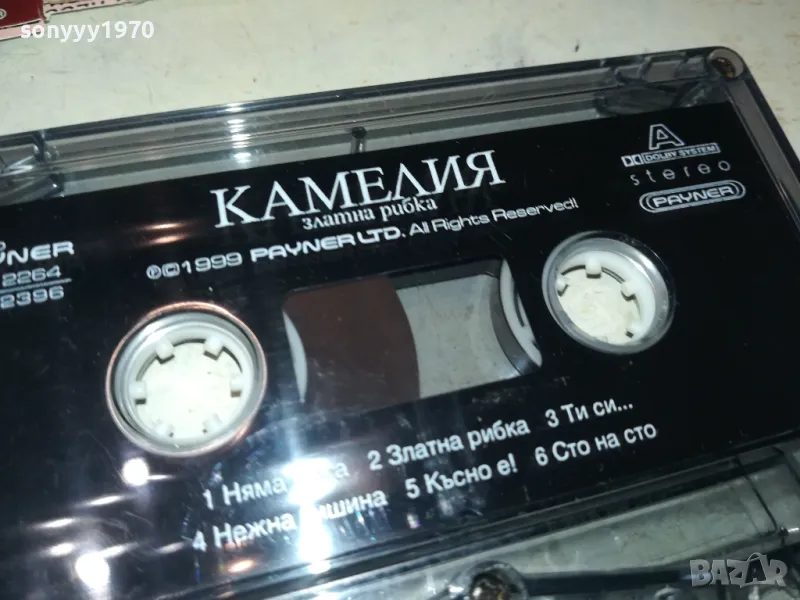 sonyyy1970
КАМЕЛИЯ
златна рибка
A
DOLBY SYSTEM
stereo
PAYNER
2264
2396
℗©1999 PAYNER LTD. All Rights Reserved!!
1 Няма 2 Златна рибка 3 Ти си...
4 Нежна 5 Късно е! 6 Сто на сто
BAZAR